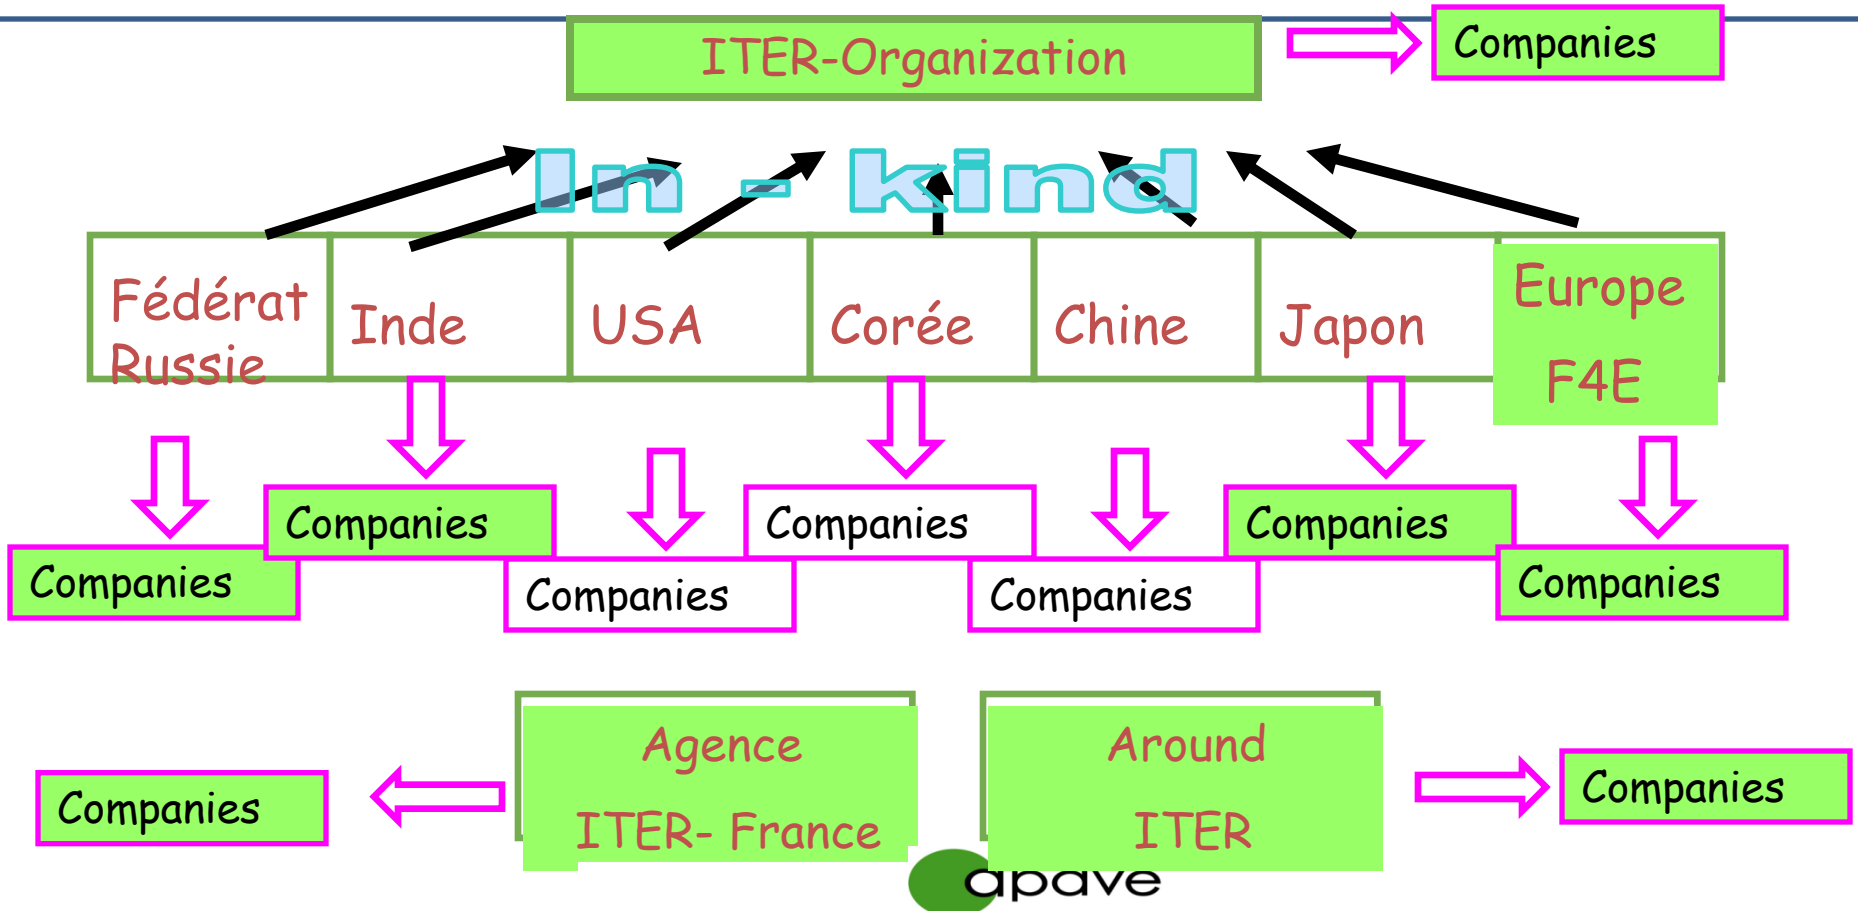 ITER-Organization
Companies
In - kind
Fédérat
Russie
Inde
USA
Corée
Chine
Japon
Europe
F4E
Companies
Companies
Companies
Companies
Companies
Companies
Companies
Agence
ITER- France
Around
ITER
Companies
Companies
apave